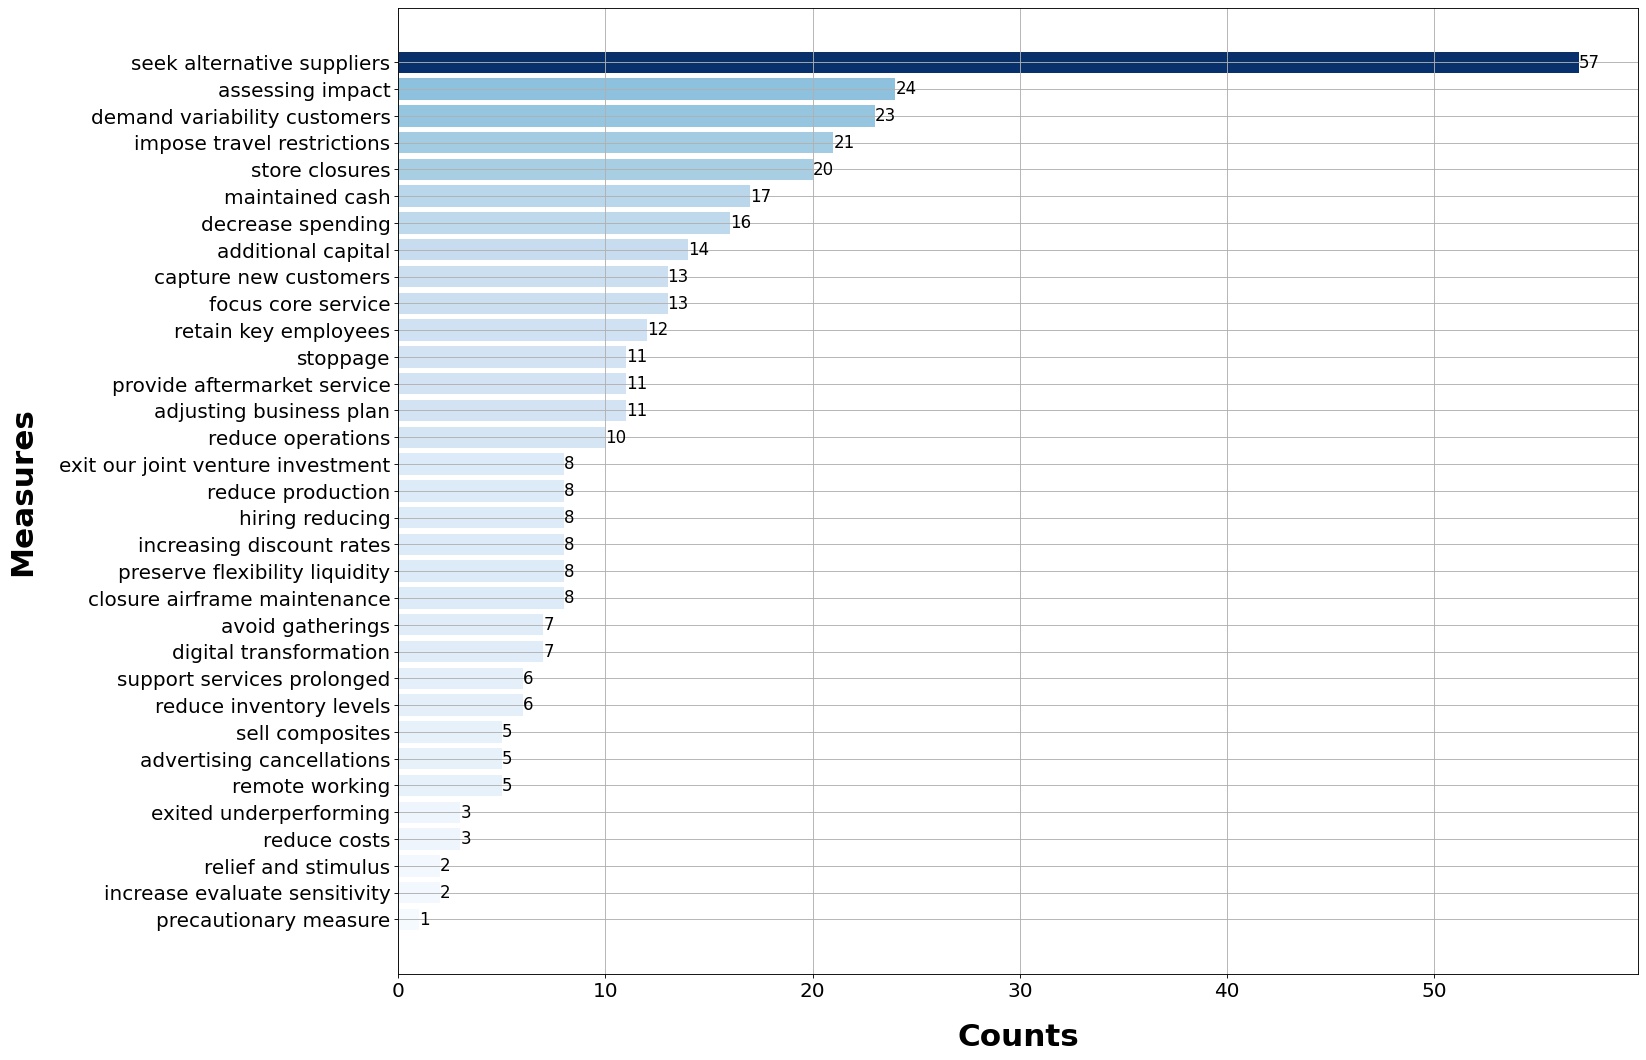 seek alternative suppliers 57
assessing impact 24
demand variability customers 23
impose travel restrictions 21
store closures 20
maintained cash 17
decrease spending 16
additional capital 14
capture new customers 13
focus core service 13
retain key employees 12
stoppage 11
provide aftermarket service 11
adjusting business plan 11
reduce operations 10
exit our joint venture investment 8
reduce production 8
hiring reducing 8
increasing discount rates 8
preserve flexibility liquidity 8
closure airframe maintenance 8
avoid gatherings 7
digital transformation 7
support services prolonged 6
reduce inventory levels 6
sell composites 5
advertising cancellations 5
remote working 5
exited underperforming 3
reduce costs 3
relief and stimulus 2
increase evaluate sensitivity 2
precautionary measure 1
Measures
0 10 20 30 40 50
Counts